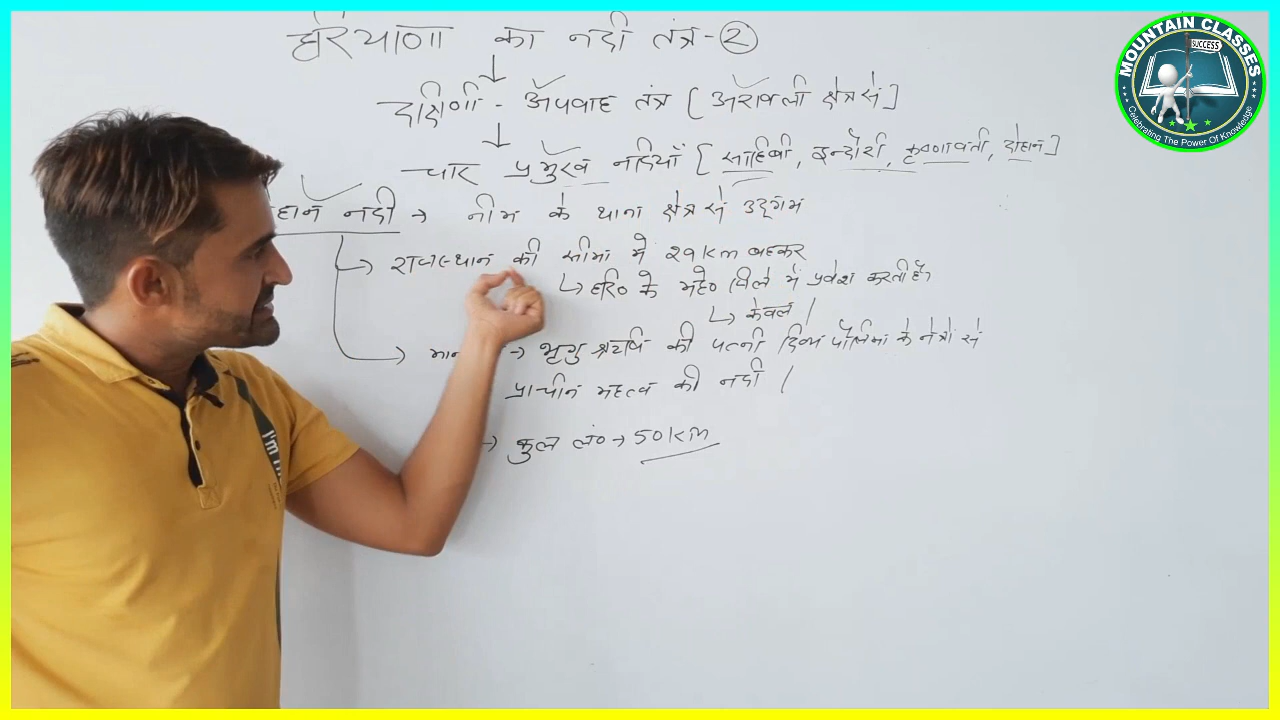 हरियाणा का नदी तंत्र-②
दक्षिणी - अपवाह तंत्र [अरावली क्षेत्र से]
चार प्रमुख नदियाँ [साहिबी, इन्दोरी, कृष्णावती, दोहान]
हान नदी → नीम के थाना क्षेत्र से उद्गम
राजस्थान की सीमा में 29 km बहकर
हरि० के महे० जिले में प्रवेश करती है।
केवल।
मान → भृगु ऋषि की पत्नी दिव्य पौलिमा के नेत्रों से
प्राचीन महत्व की नदी।
→ कुल लं० → 50 km
MOUNTAIN CLASSES
SUCCESS
Celebrating The Power Of Knowledge
I'M